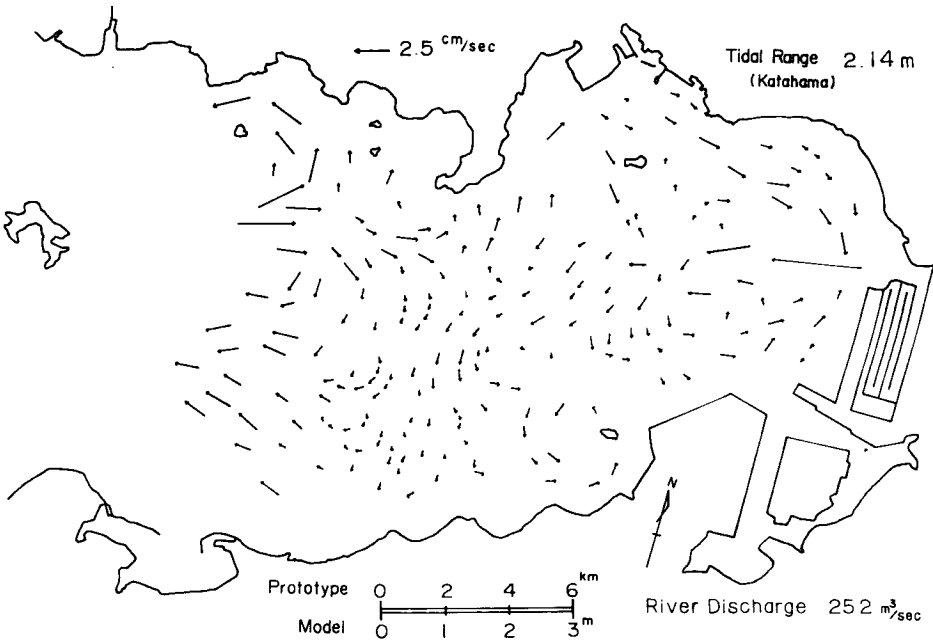 2.5 cm/sec
Tidal Range 2.14 m
(Katahama)
N
Prototype 0 2 4 6 km
Model 0 1 2 3 m
River Discharge 252 m³/sec